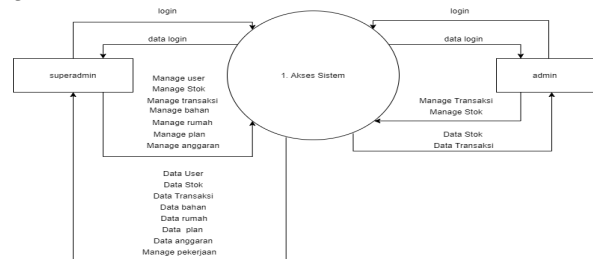 login
login
data login
data login
superadmin
1. Akses Sistem
admin
Manage user
Manage Stok
Manage transaksi
Manage bahan
Manage rumah
Manage plan
Manage anggaran
Manage Transaksi
Manage Stok
Data Stok
Data Transaksi
Data User
Data Stok
Data Transaksi
Data bahan
Data rumah
Data plan
Data anggaran
Manage pekerjaan